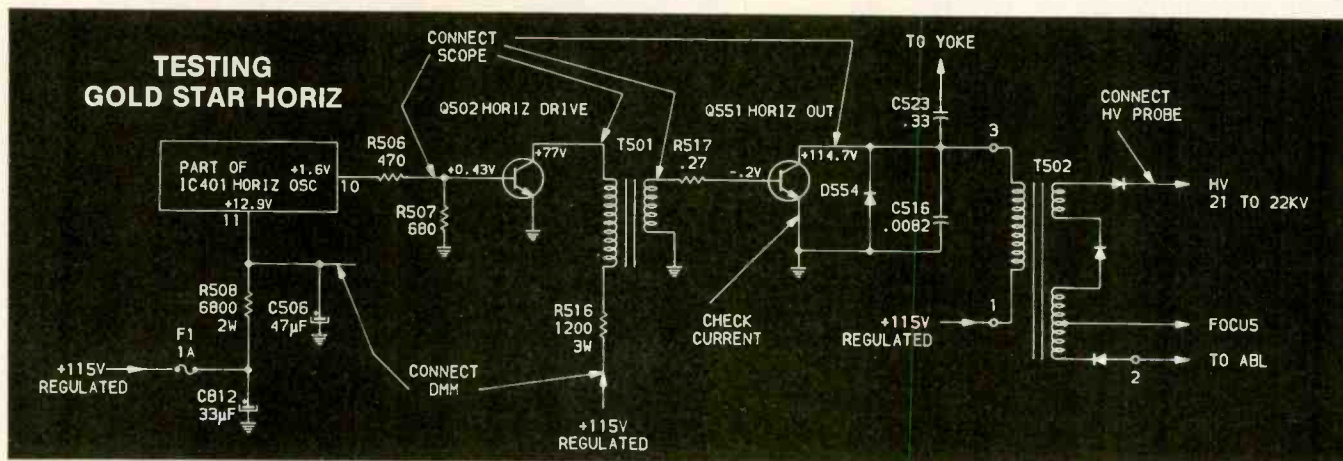 TESTING
GOLD STAR HORIZ
CONNECT
SCOPE
Q502 HORIZ DRIVE
Q551 HORIZ OUT
TO YOKE
C523
.33
CONNECT
HV PROBE
PART OF
IC401 HORIZ OSC
+1.6V
10
+12.9V
11
R506
470
+0.43V
R507
680
+77V
T501
R517
.27
-.2V
+114.7V
D554
C516
.0082
3
T502
HV
21 TO 22KV
R508
6800
2W
C506
47µF
F1
1A
+115V
REGULATED
C812
33µF
CONNECT
DMM
R516
1200
3W
+115V
REGULATED
CHECK
CURRENT
+115V
REGULATED
1
FOCUS
TO ABL
2